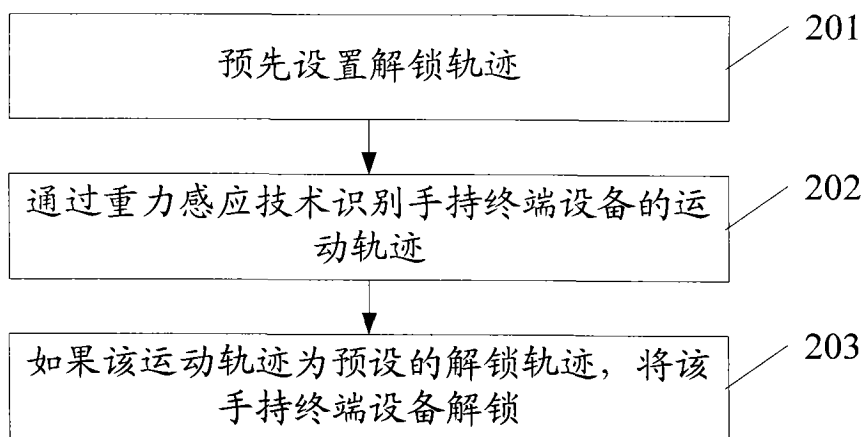 预先设置解锁轨迹
201
通过重力感应技术识别手持终端设备的运
动轨迹
202
如果该运动轨迹为预设的解锁轨迹，将该
手持终端设备解锁
203